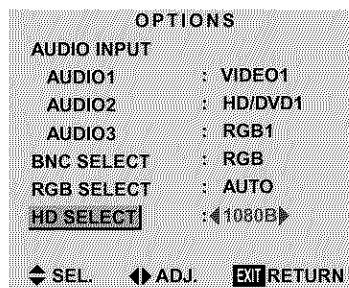 OPTIONS
AUDIO INPUT
AUDIO1 : VIDEO1
AUDIO2 : HD/DVD1
AUDIO3 : RGB1
BNC SELECT : RGB
RGB SELECT : AUTO
HD SELECT : 1080B
SEL. ADJ. EXIT RETURN